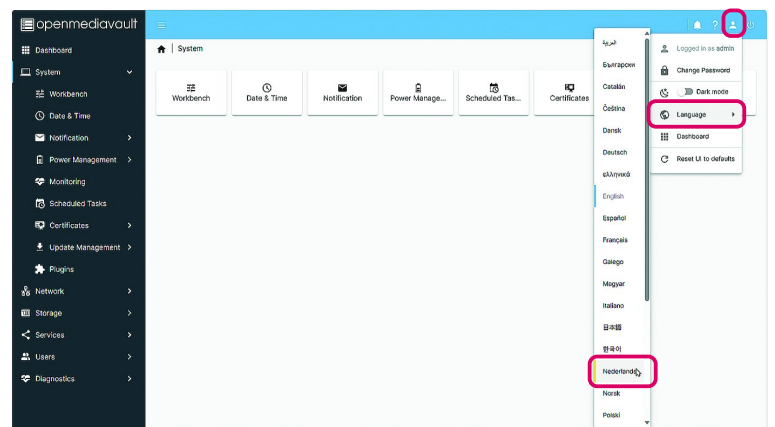 openmediavault
Dashboard
System
Workbench
Date & Time
Notification
Power Management
Monitoring
Scheduled Tasks
Certificates
Update Management
Plugins
Network
Storage
Services
Users
Diagnostics
System
Workbench
Date & Time
Notification
Power Manage...
Scheduled Tas...
Certificates
العربية
Български
Catalán
Čeština
Dansk
Deutsch
ελληνικά
English
Español
Français
Galego
Magyar
Italiano
日本語
한국어
Nederlands
Norsk
Polski
?
Logged in as admin
Change Password
Dark mode
Language
Dashboard
Reset UI to defaults